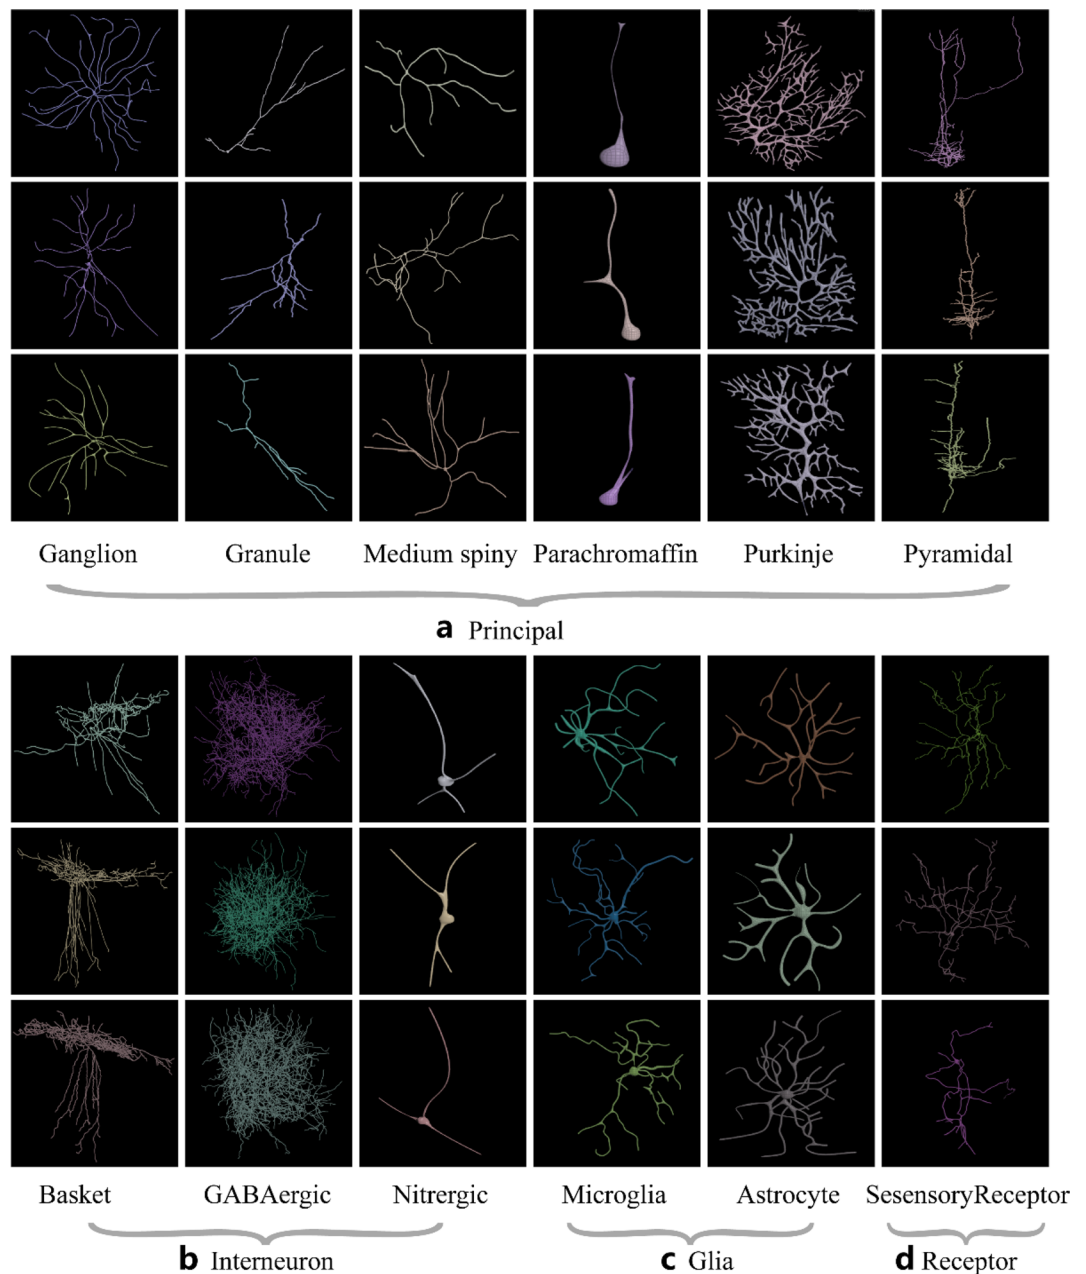 Ganglion Granule Medium spiny Parachromaffin Purkinje Pyramidal
a Principal
Basket GABAergic Nitrergic Microglia Astrocyte SesensoryReceptor
b Interneuron c Glia d Receptor